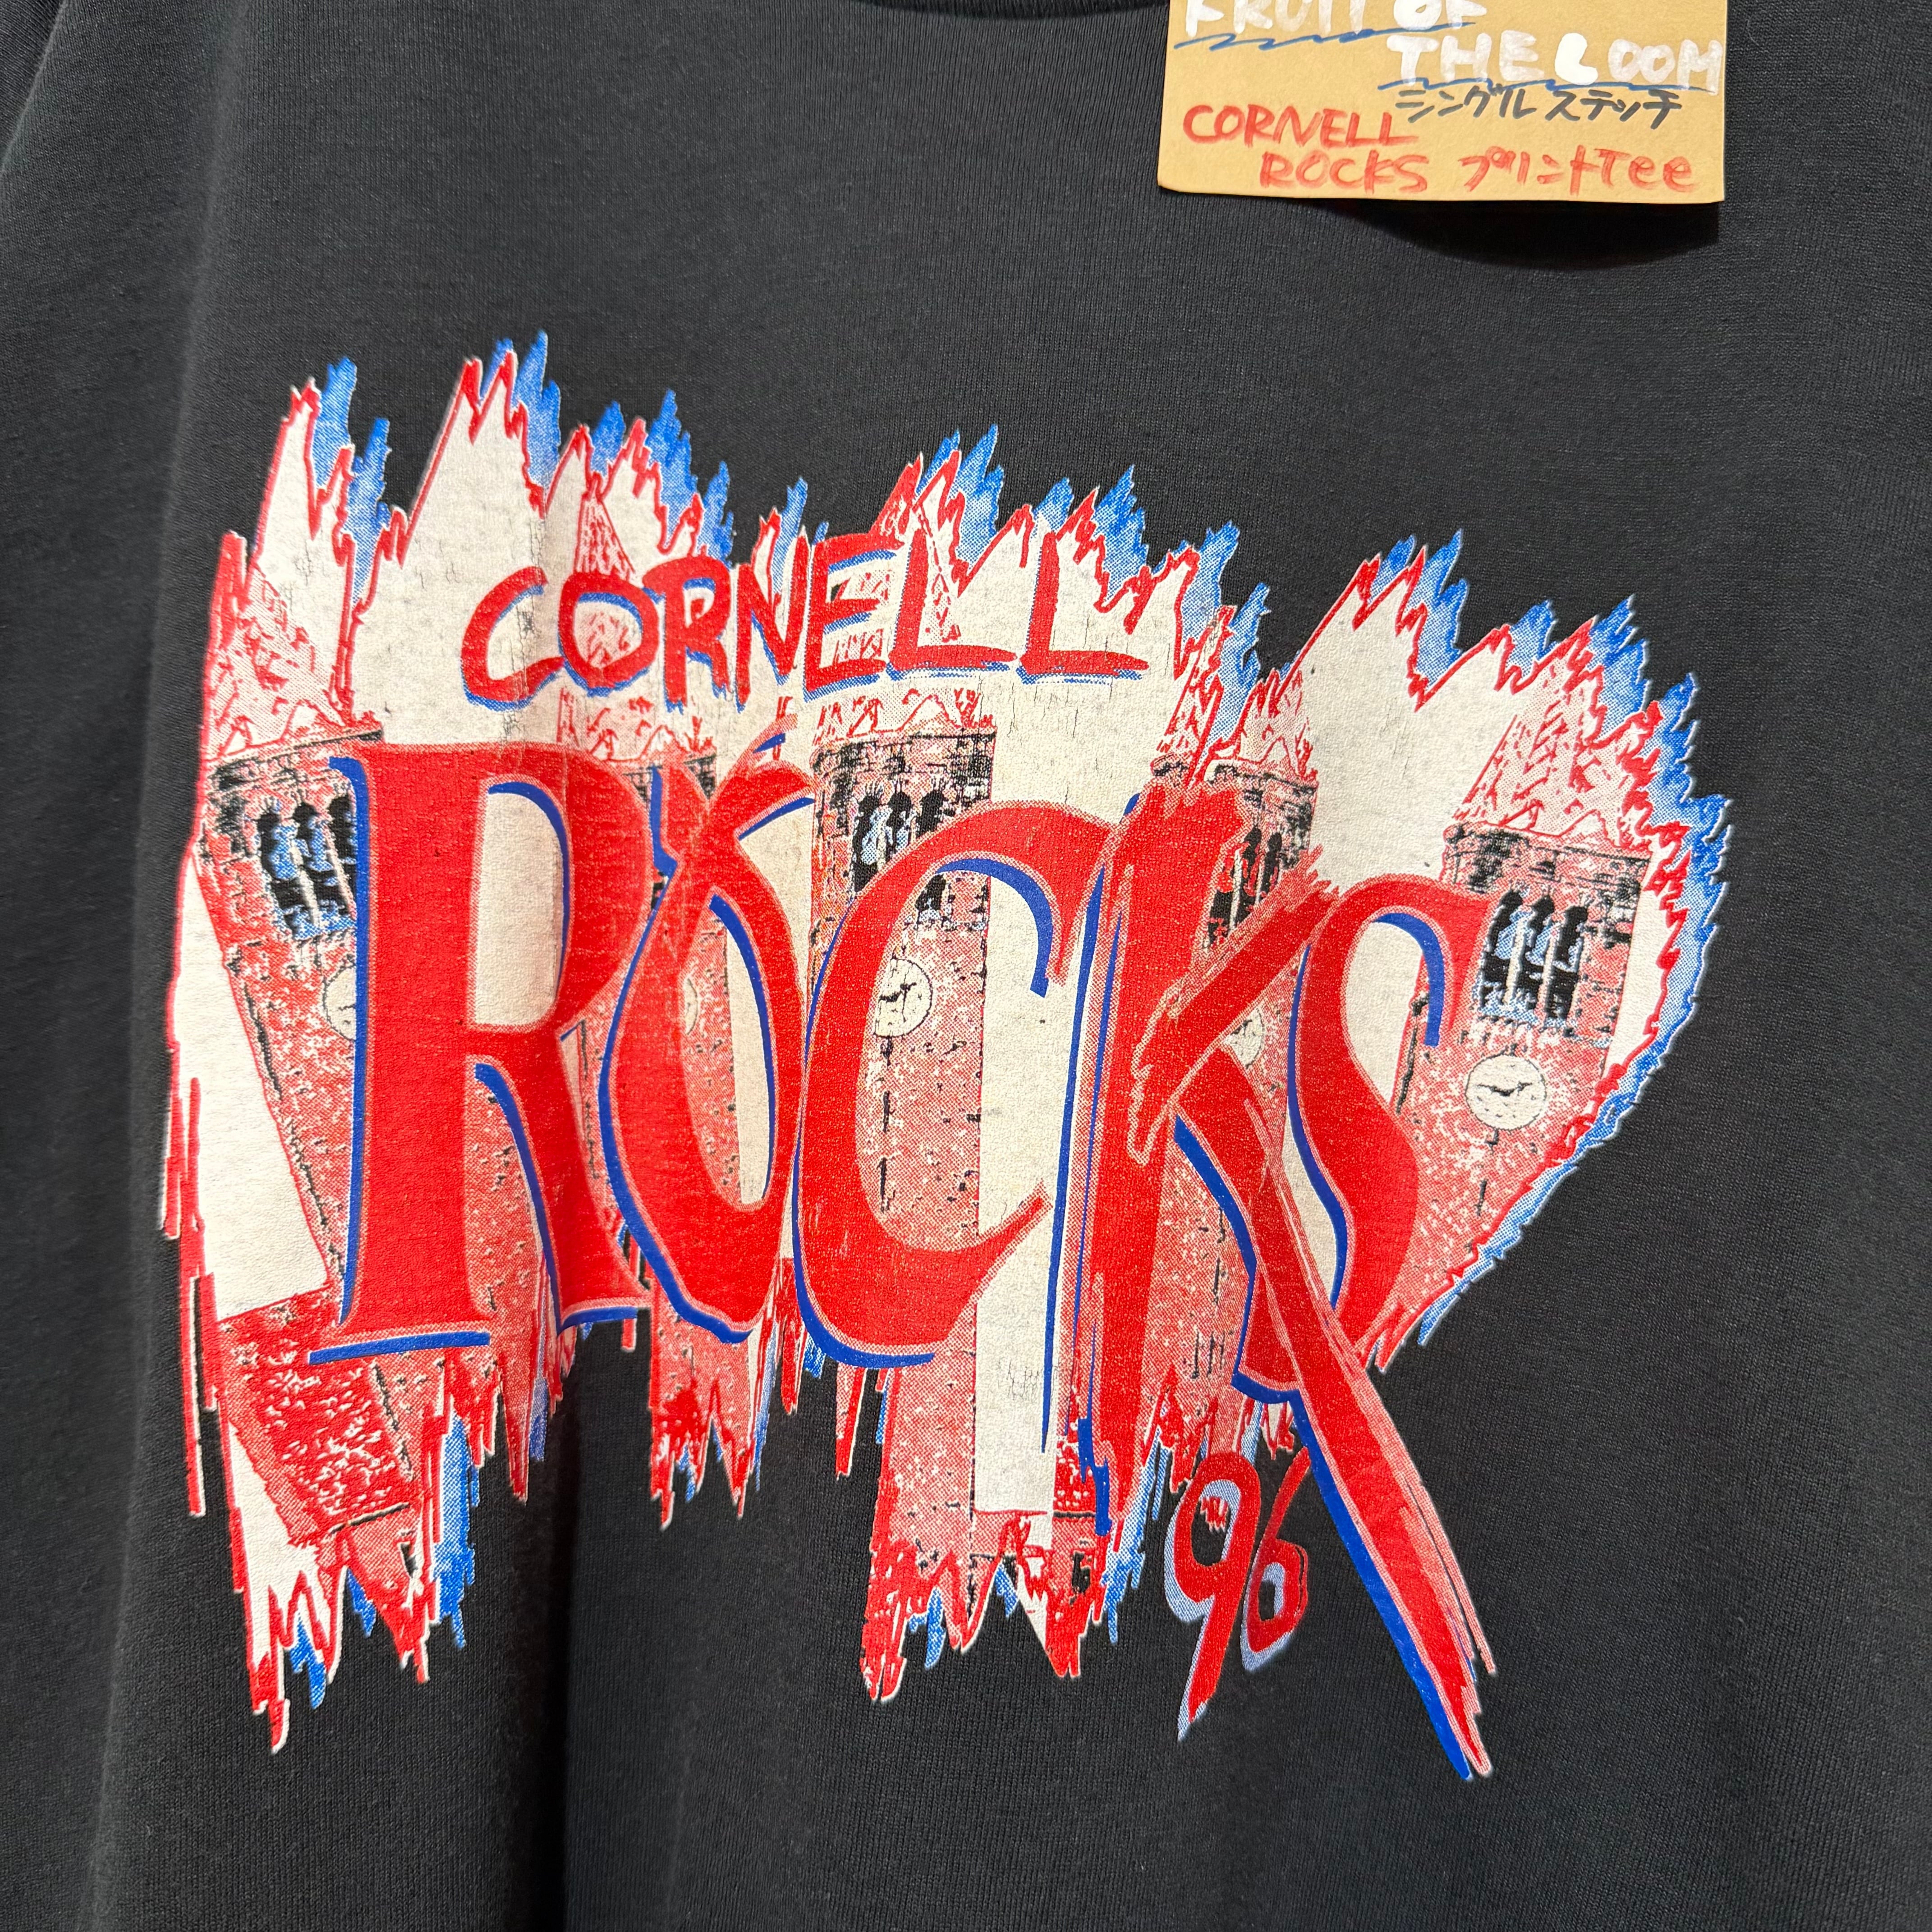 FRUIT OF
THE LOOM
シングルステッチ
CORNELL
ROCKS プリントTee
CORNELL
ROCKS
96